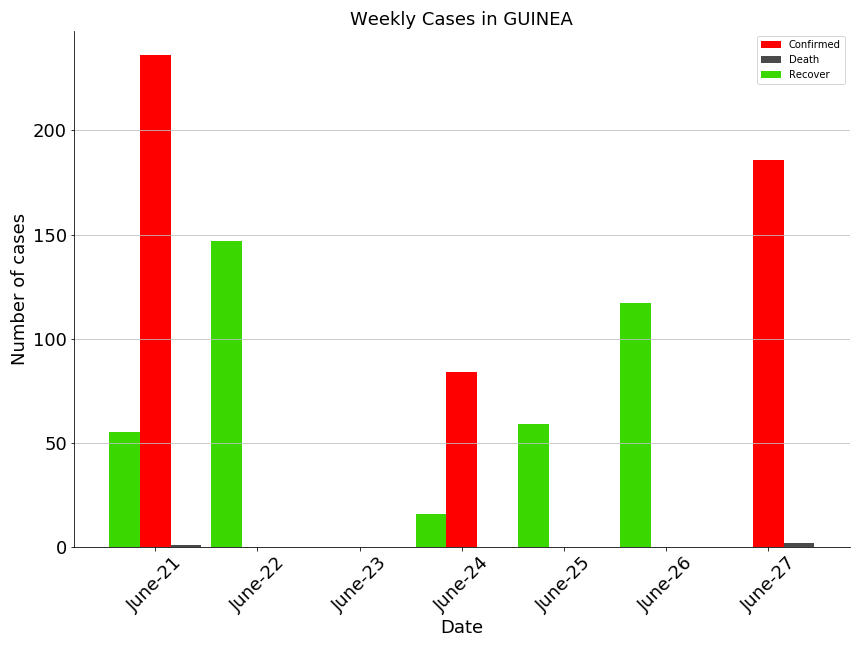 Weekly Cases in GUINEA
Confirmed
Death
Recover
Number of cases
200
150
100
50
0
June-21
June-22
June-23
June-24
June-25
June-26
June-27
Date